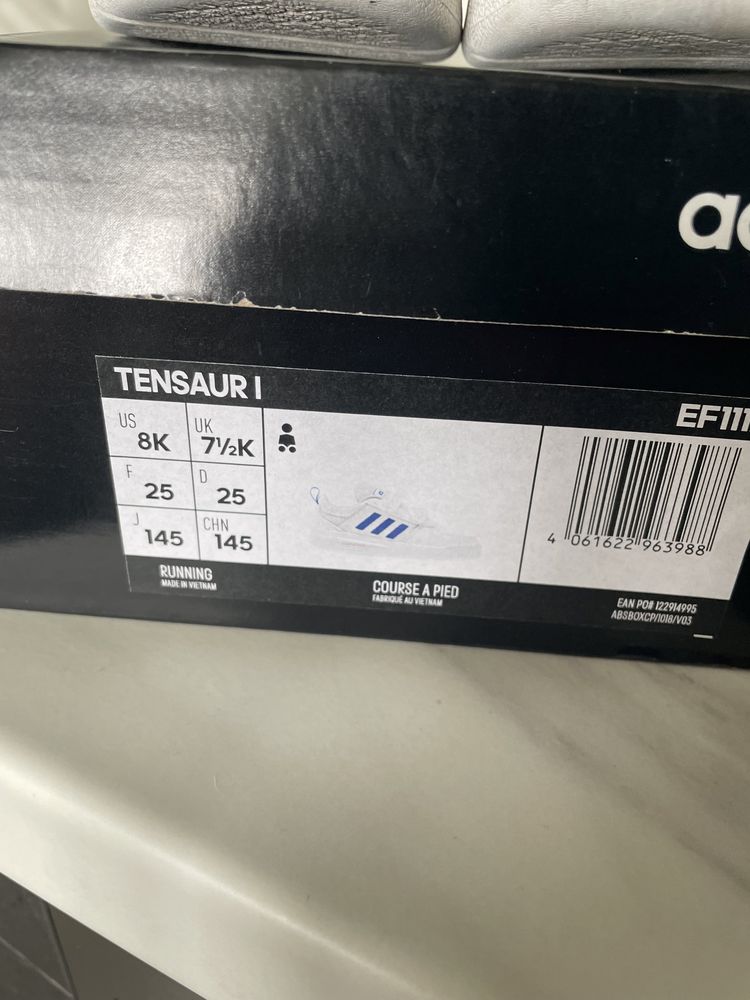 TENSAUR I
US 8K UK 7½K
F 25 D 25
J 145 CHN 145
RUNNING
MADE IN VIETNAM
COURSE A PIED
FABRIQUÉ AU VIETNAM
4 061622 963988
EAN PO# 122914995
ABSBOXCP/1018/V03